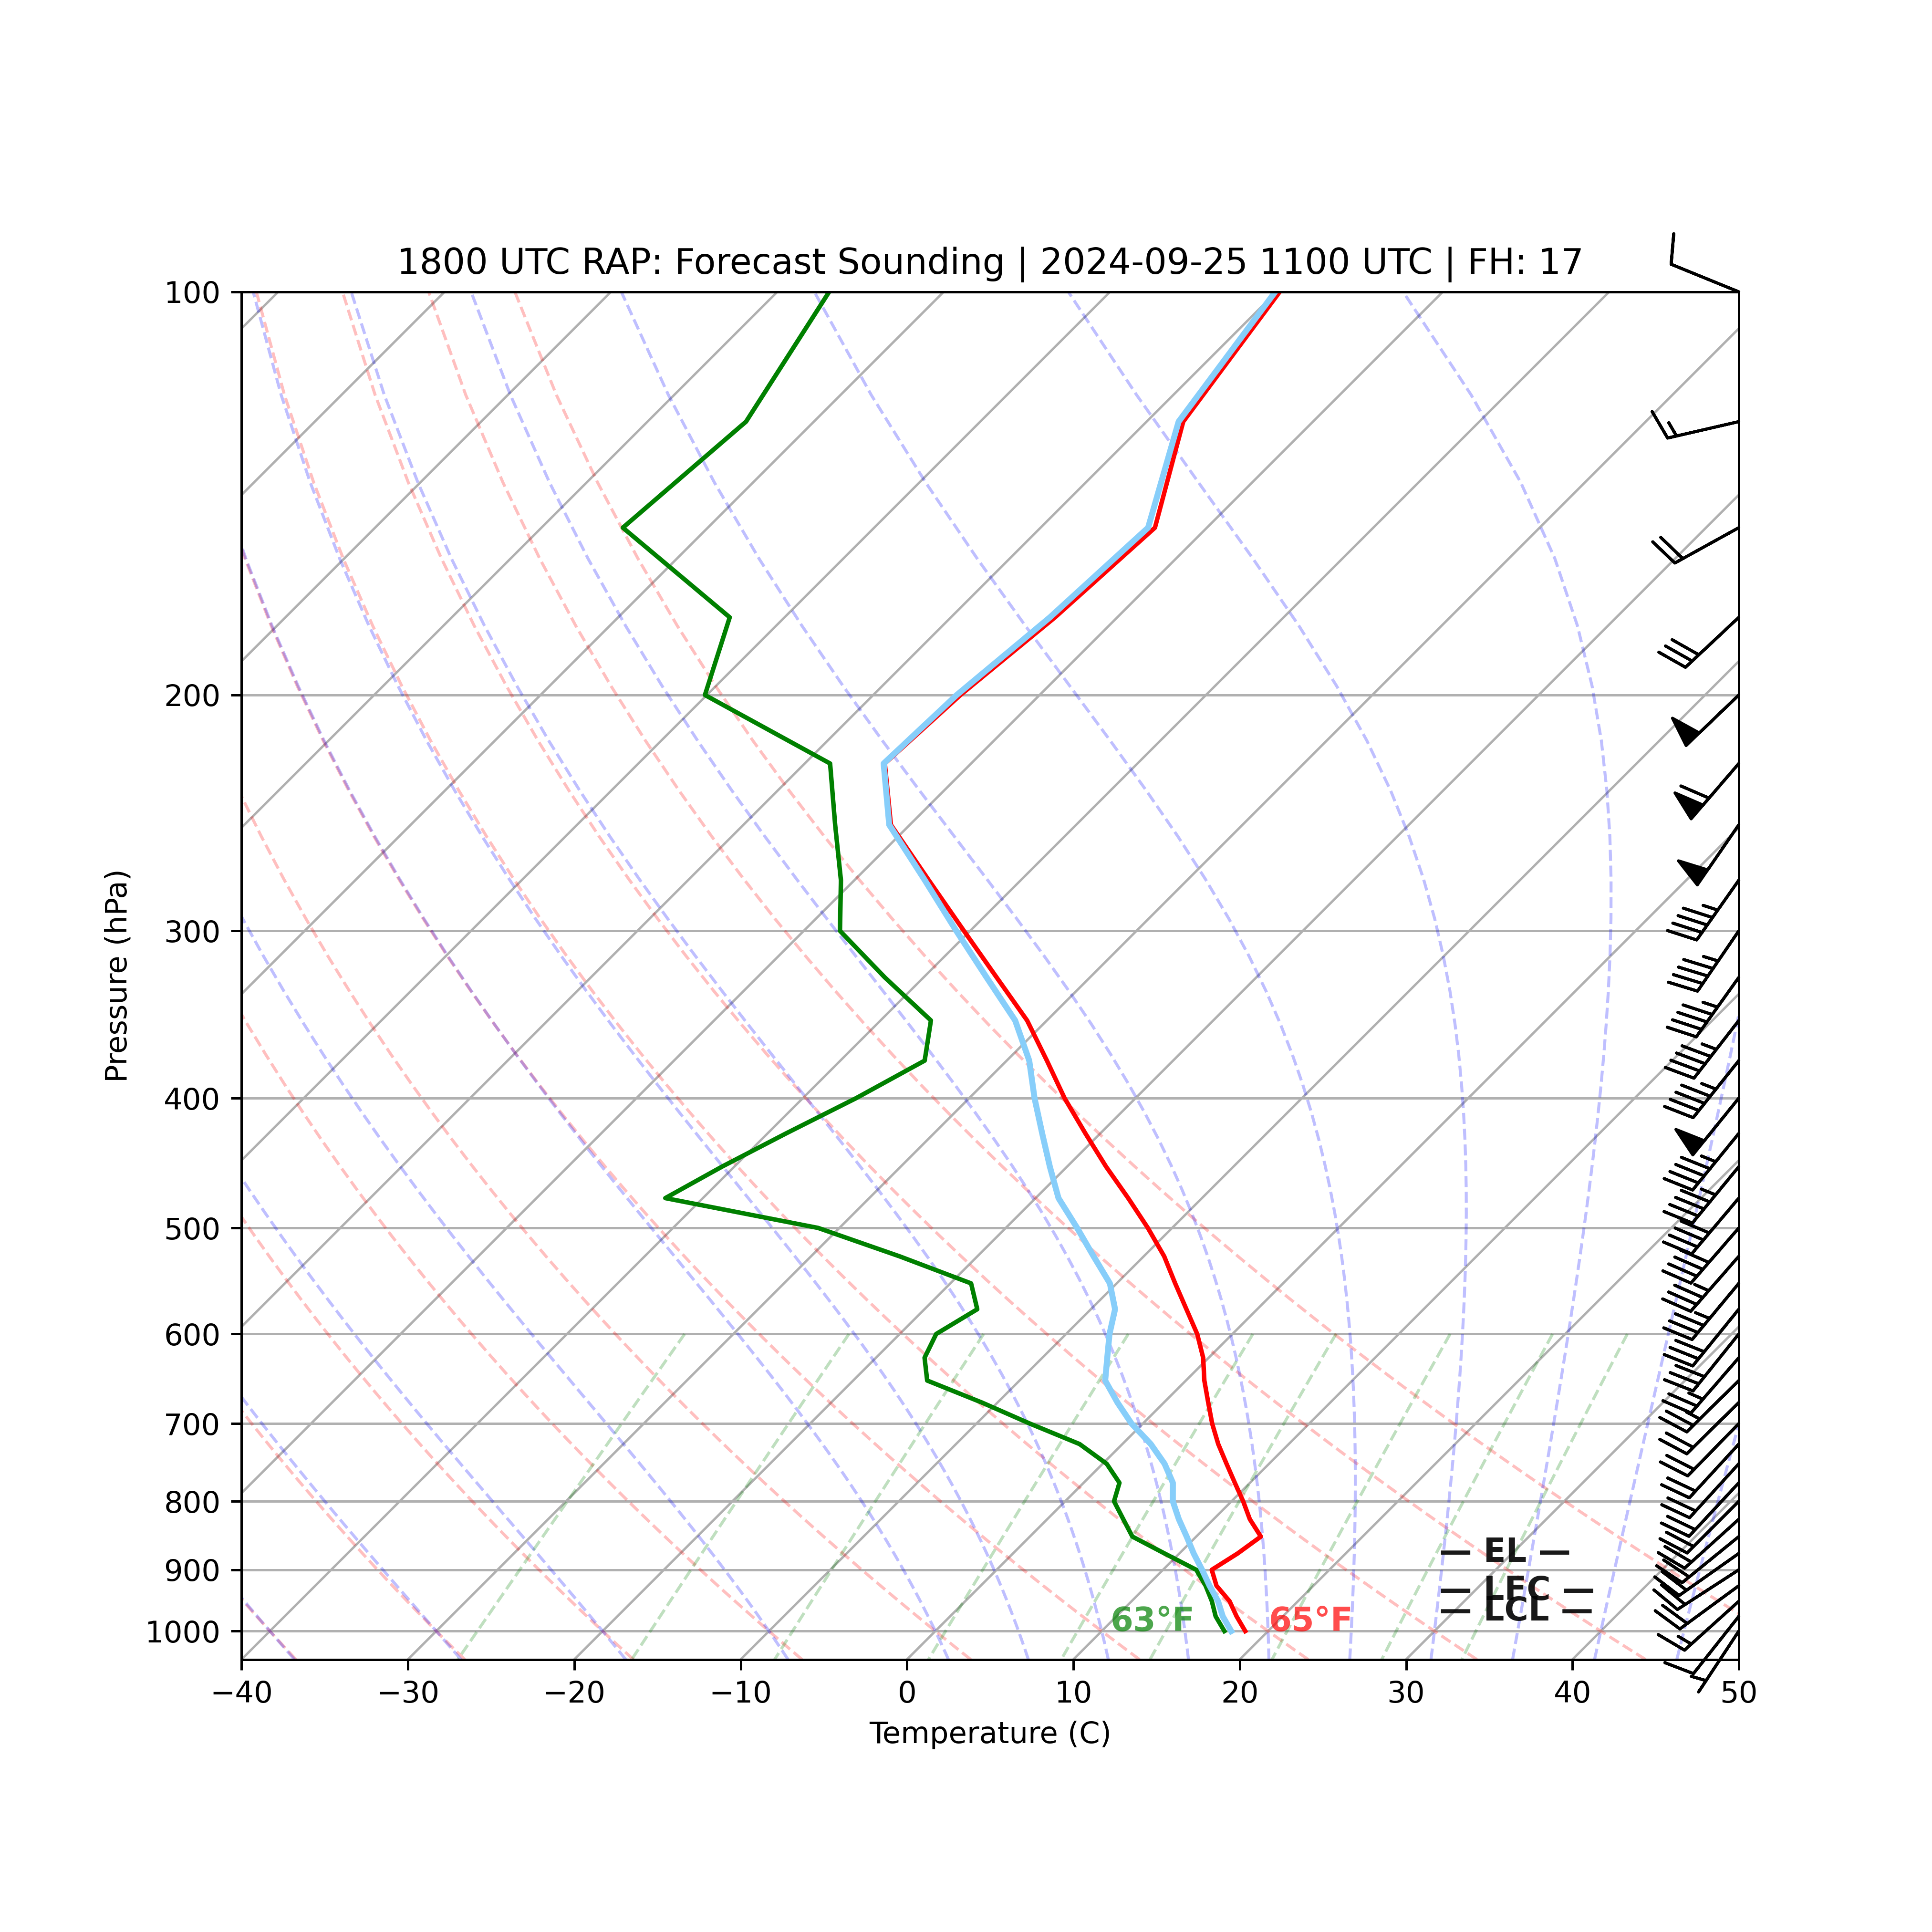 1800 UTC RAP: Forecast Sounding | 2024-09-25 1100 UTC | FH: 17
100
200
300
400
500
600
700
800
900
1000
Pressure (hPa)
— EL —
— LFC —
— LCL —
63°F
65°F
−40 −30 −20 −10 0 10 20 30 40 50
Temperature (C)